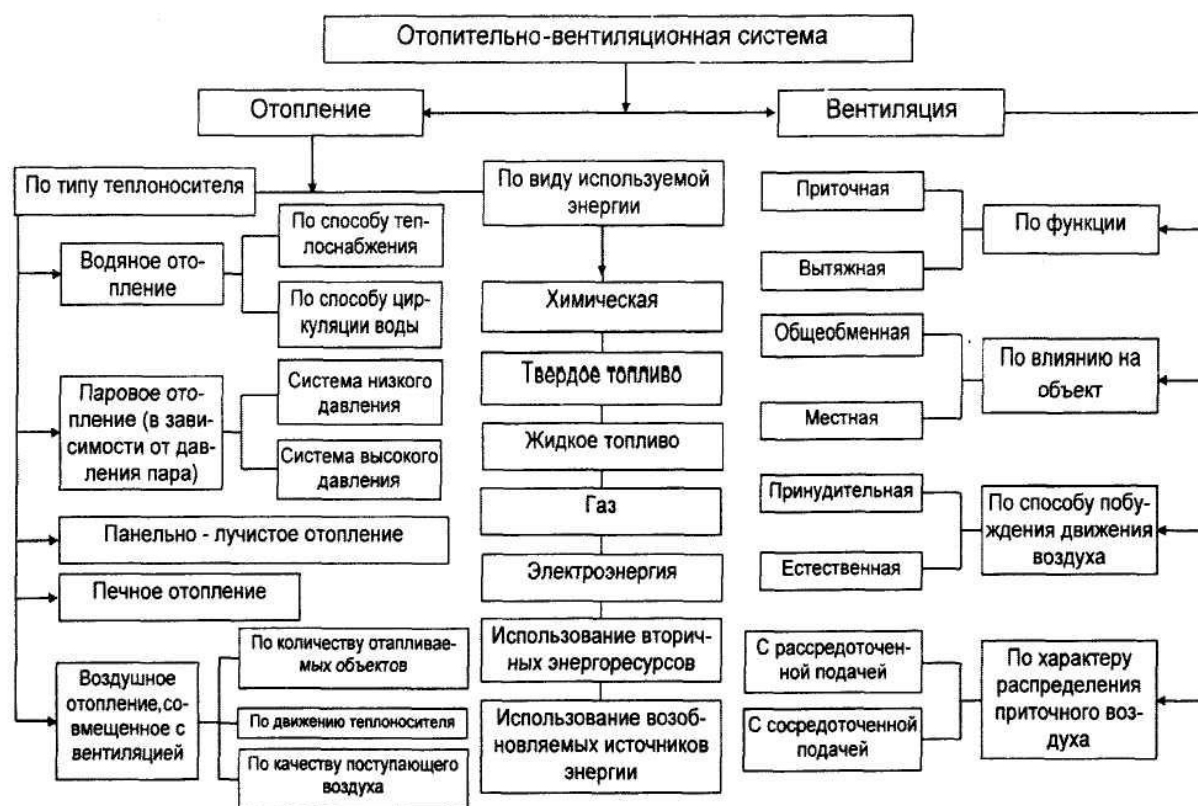 Отопительно-вентиляционная система
Отопление
Вентиляция
По типу теплоносителя
Водяное ото-
пление
По способу теп-
лоснабжения
По способу цир-
куляции воды
Паровое ото-
пление (в зави-
симости от дав-
ления пара)
Система низкого
давления
Система высокого
давления
Панельно - лучистое отопление
Печное отопление
Воздушное
отопление,со-
вмещенное с
вентиляцией
По количеству отапливае-
мых объектов
По движению теплоносителя
По качеству поступающего
воздуха
По виду используемой
энергии
Химическая
Твердое топливо
Жидкое топливо
Газ
Электроэнергия
Использование вторич-
ных энергоресурсов
Использование возоб-
новляемых источников
энергии
Приточная
Вытяжная
По функции
Общеобменная
Местная
По влиянию на
объект
Принудительная
Естественная
По способу побу-
ждения движения
воздуха
С рассредоточен-
ной подачей
С сосредоточенной
подачей
По характеру
распределения
приточного воз-
духа